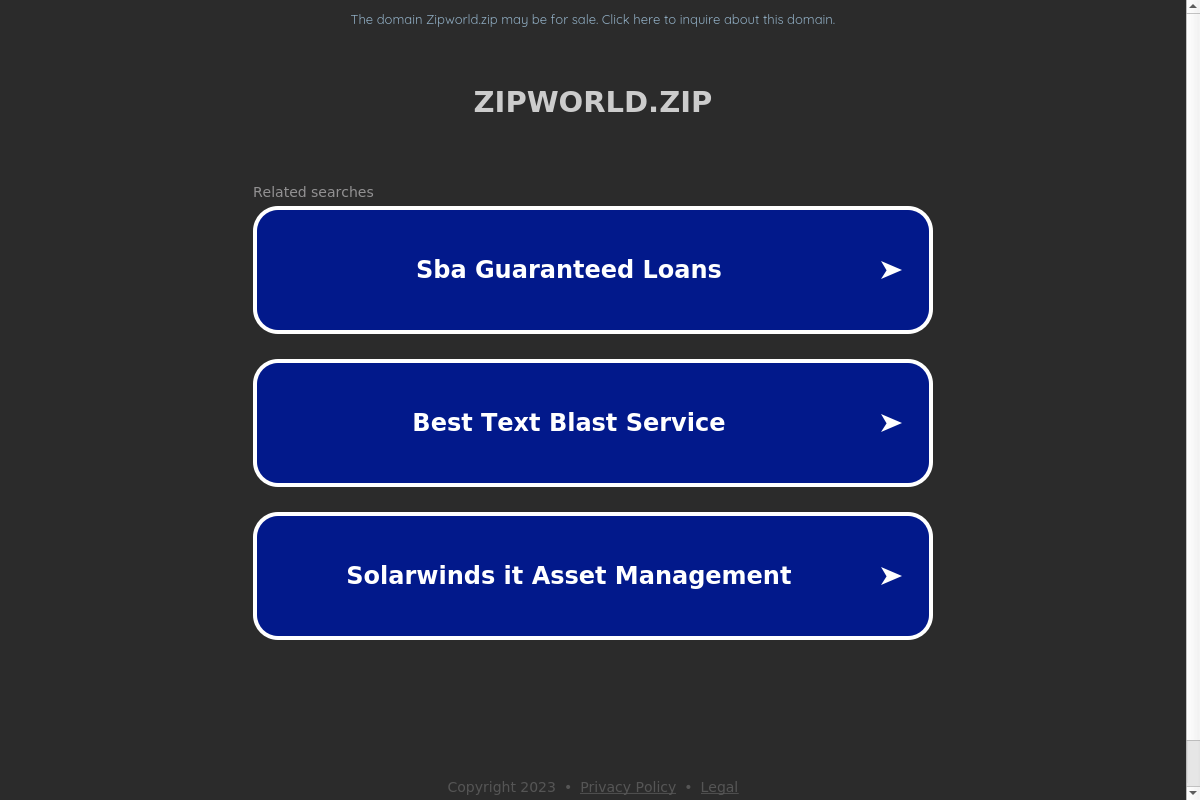 The domain Zipworld.zip may be for sale. Click here to inquire about this domain.
ZIPWORLD.ZIP
Related searches
Sba Guaranteed Loans ➤
Best Text Blast Service ➤
Solarwinds it Asset Management ➤
Copyright 2023 • Privacy Policy • Legal